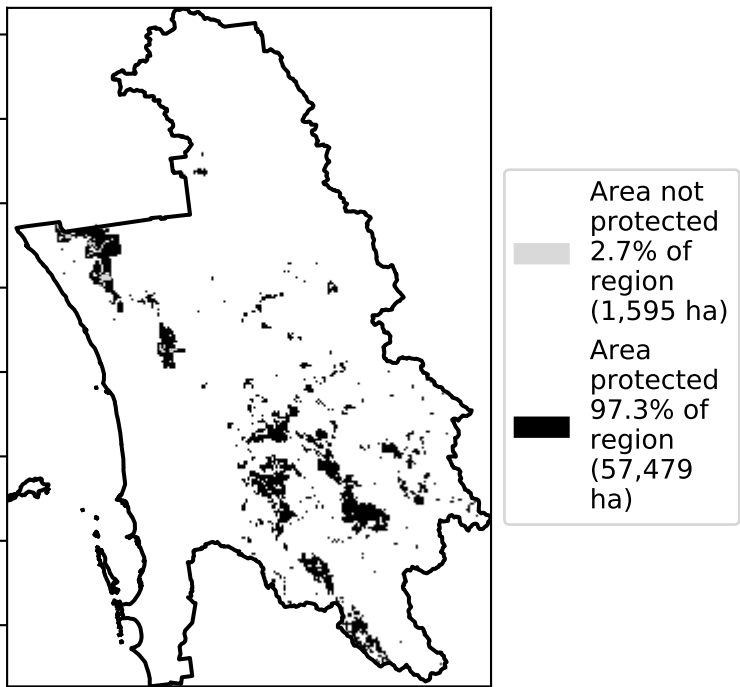 Area not
protected
2.7% of
region
(1,595 ha)
Area
protected
97.3% of
region
(57,479
ha)